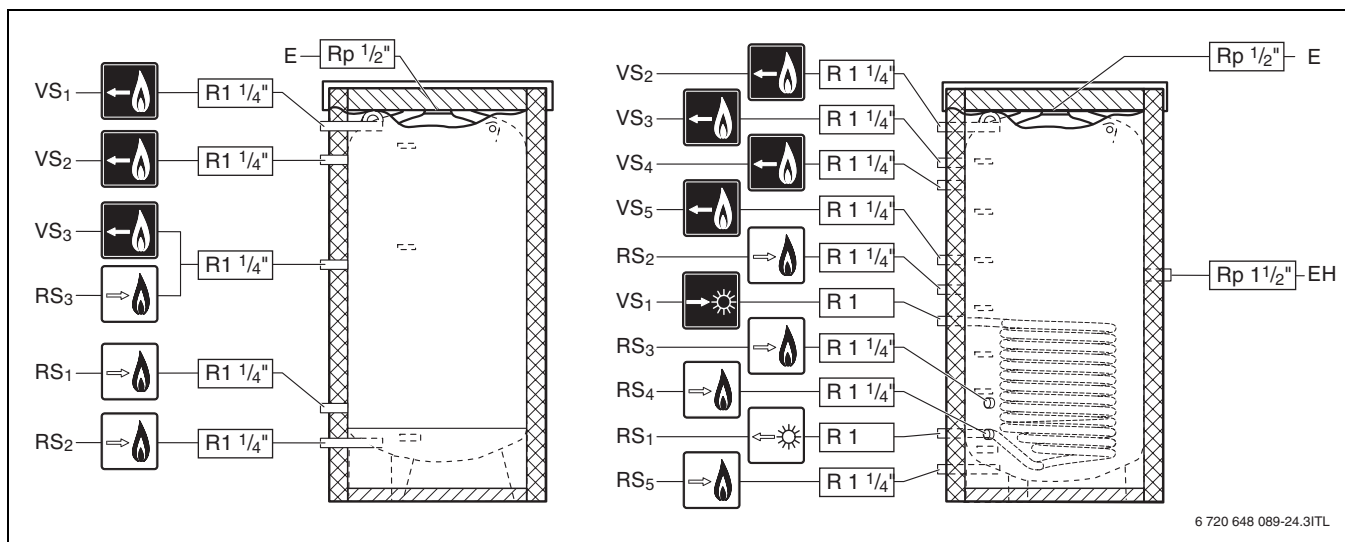 E Rp 1/2"
VS1 R1 1/4"
VS2 R1 1/4"
VS3 R1 1/4"
RS3
RS1 R1 1/4"
RS2 R1 1/4"
VS2 R 1 1/4"
VS3 R 1 1/4"
VS4 R 1 1/4"
VS5 R 1 1/4"
RS2 R 1 1/4"
VS1 R 1
RS3 R 1 1/4"
RS4 R 1 1/4"
RS1 R 1
RS5 R 1 1/4"
Rp 1/2" E
Rp 1 1/2" EH
6 720 648 089-24.3ITL